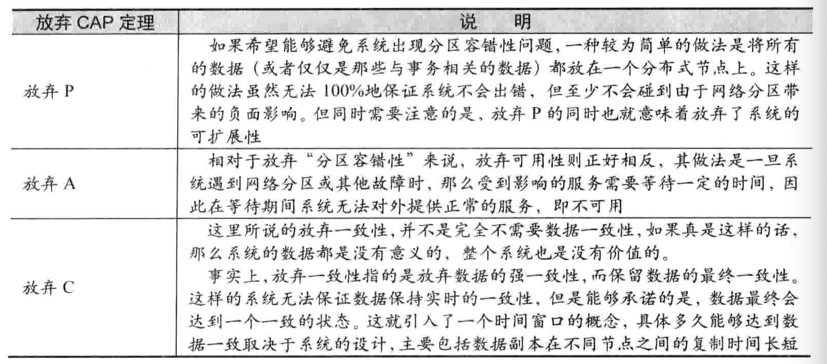 放弃 CAP 定理
说 明
放弃 P
如果希望能够避免系统出现分区容错性问题，一种较为简单的做法是将所有
的数据（或者仅仅是那些与事务相关的数据）都放在一个分布式节点上。这样
的做法虽然无法 100%地保证系统不会出错，但至少不会碰到由于网络分区带
来的负面影响。但同时需要注意的是，放弃 P 的同时也就意味着放弃了系统的
可扩展性
放弃 A
相对于放弃“分区容错性”来说，放弃可用性则正好相反，其做法是一旦系
统遇到网络分区或其他故障时，那么受到影响的服务需要等待一定的时间，因
此在等待期间系统无法对外提供正常的服务，即不可用
放弃 C
这里所说的放弃一致性，并不是完全不需要数据一致性，如果真是这样的话，
那么系统的数据都是没有意义的，整个系统也是没有价值的。
事实上，放弃一致性指的是放弃数据的强一致性，而保留数据的最终一致性。
这样的系统无法保证数据保持实时的一致性，但是能够承诺的是，数据最终会
达到一个一致的状态。这就引入了一个时间窗口的概念，具体多久能够达到数
据一致取决于系统的设计，主要包括数据副本在不同节点之间的复制时间长短